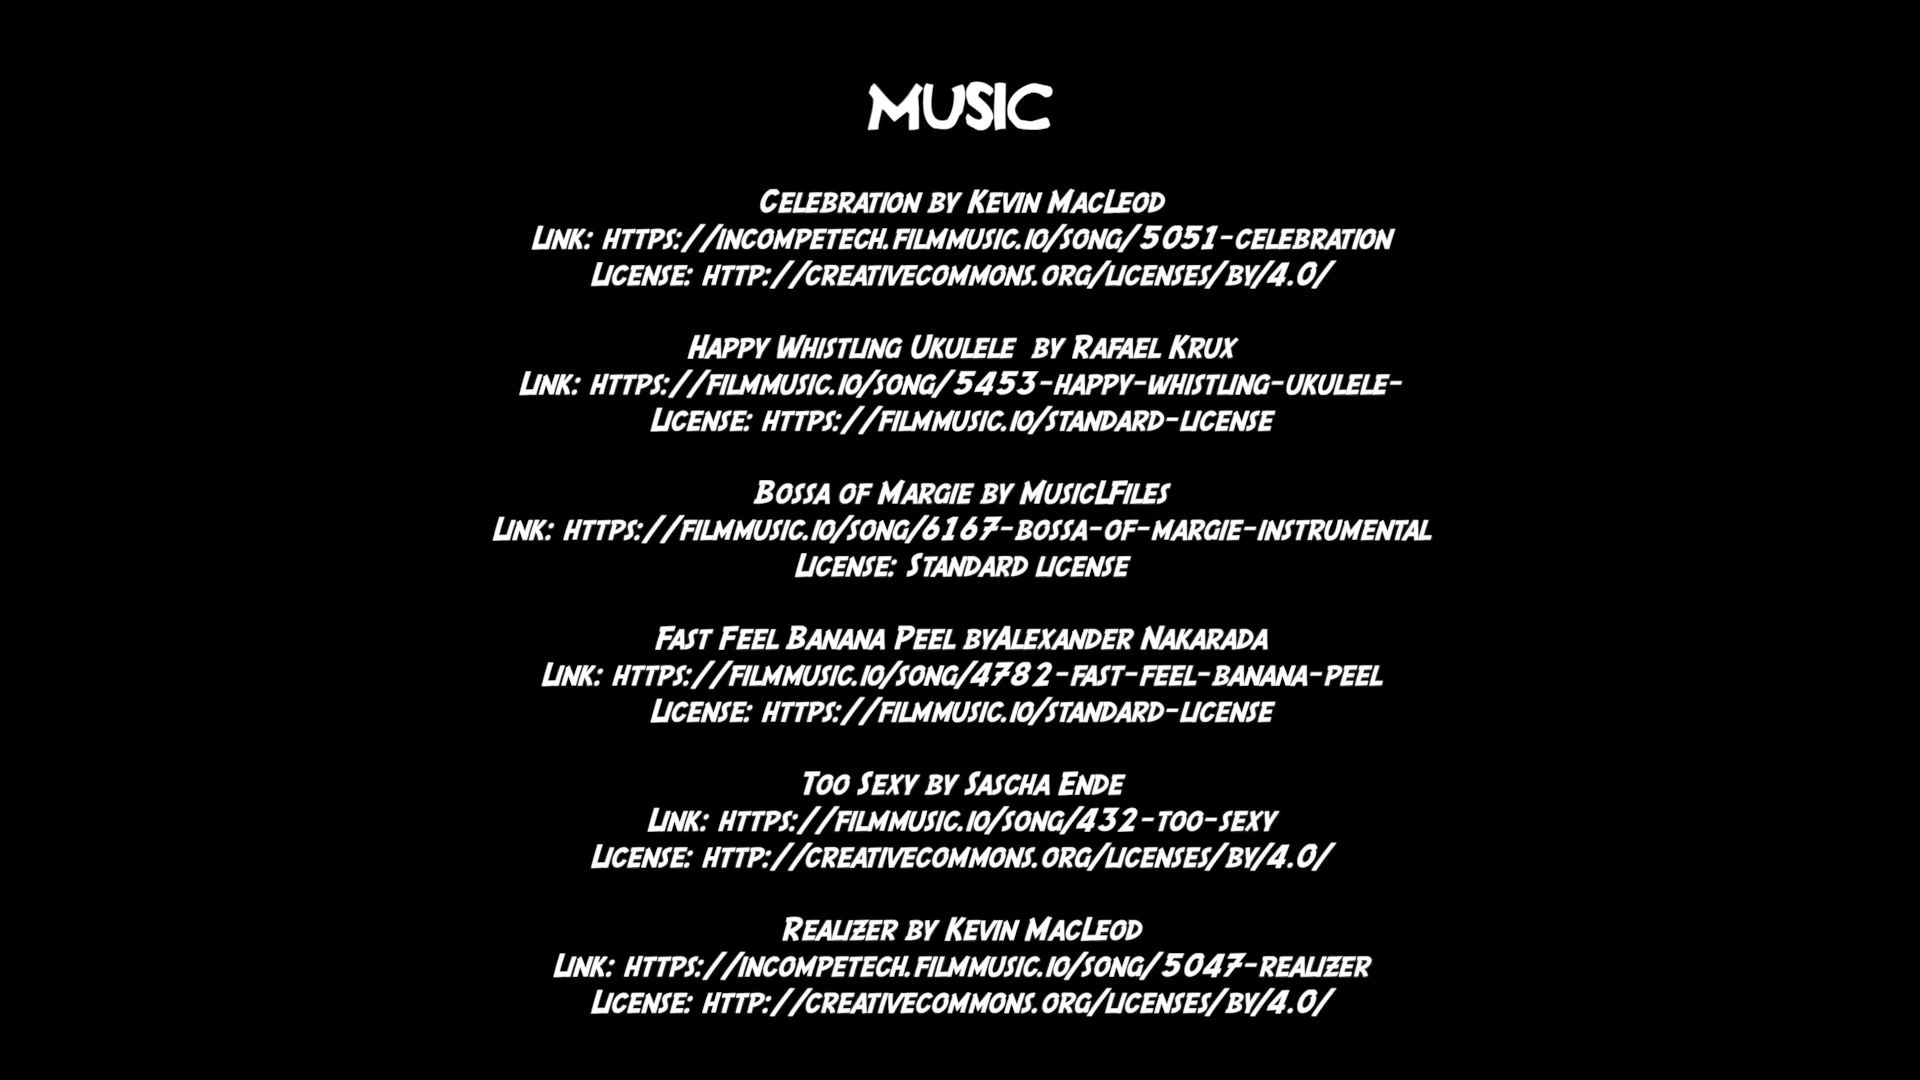 MUSIC
Celebration by Kevin MacLeod
Link: https://incompetech.filmmusic.io/song/5051-celebration
License: http://creativecommons.org/licenses/by/4.0/
Happy Whistling Ukulele  by Rafael Krux
Link: https://filmmusic.io/song/5453-happy-whistling-ukulele-
License: https://filmmusic.io/standard-license
Bossa of Margie by MusicLFiles
Link: https://filmmusic.io/song/6167-bossa-of-margie-instrumental
License: Standard license
Fast Feel Banana Peel byAlexander Nakarada
Link: https://filmmusic.io/song/4782-fast-feel-banana-peel
License: https://filmmusic.io/standard-license
Too Sexy by Sascha Ende
Link: https://filmmusic.io/song/432-too-sexy
License: http://creativecommons.org/licenses/by/4.0/
Realizer by Kevin MacLeod
Link: https://incompetech.filmmusic.io/song/5047-realizer
License: http://creativecommons.org/licenses/by/4.0/